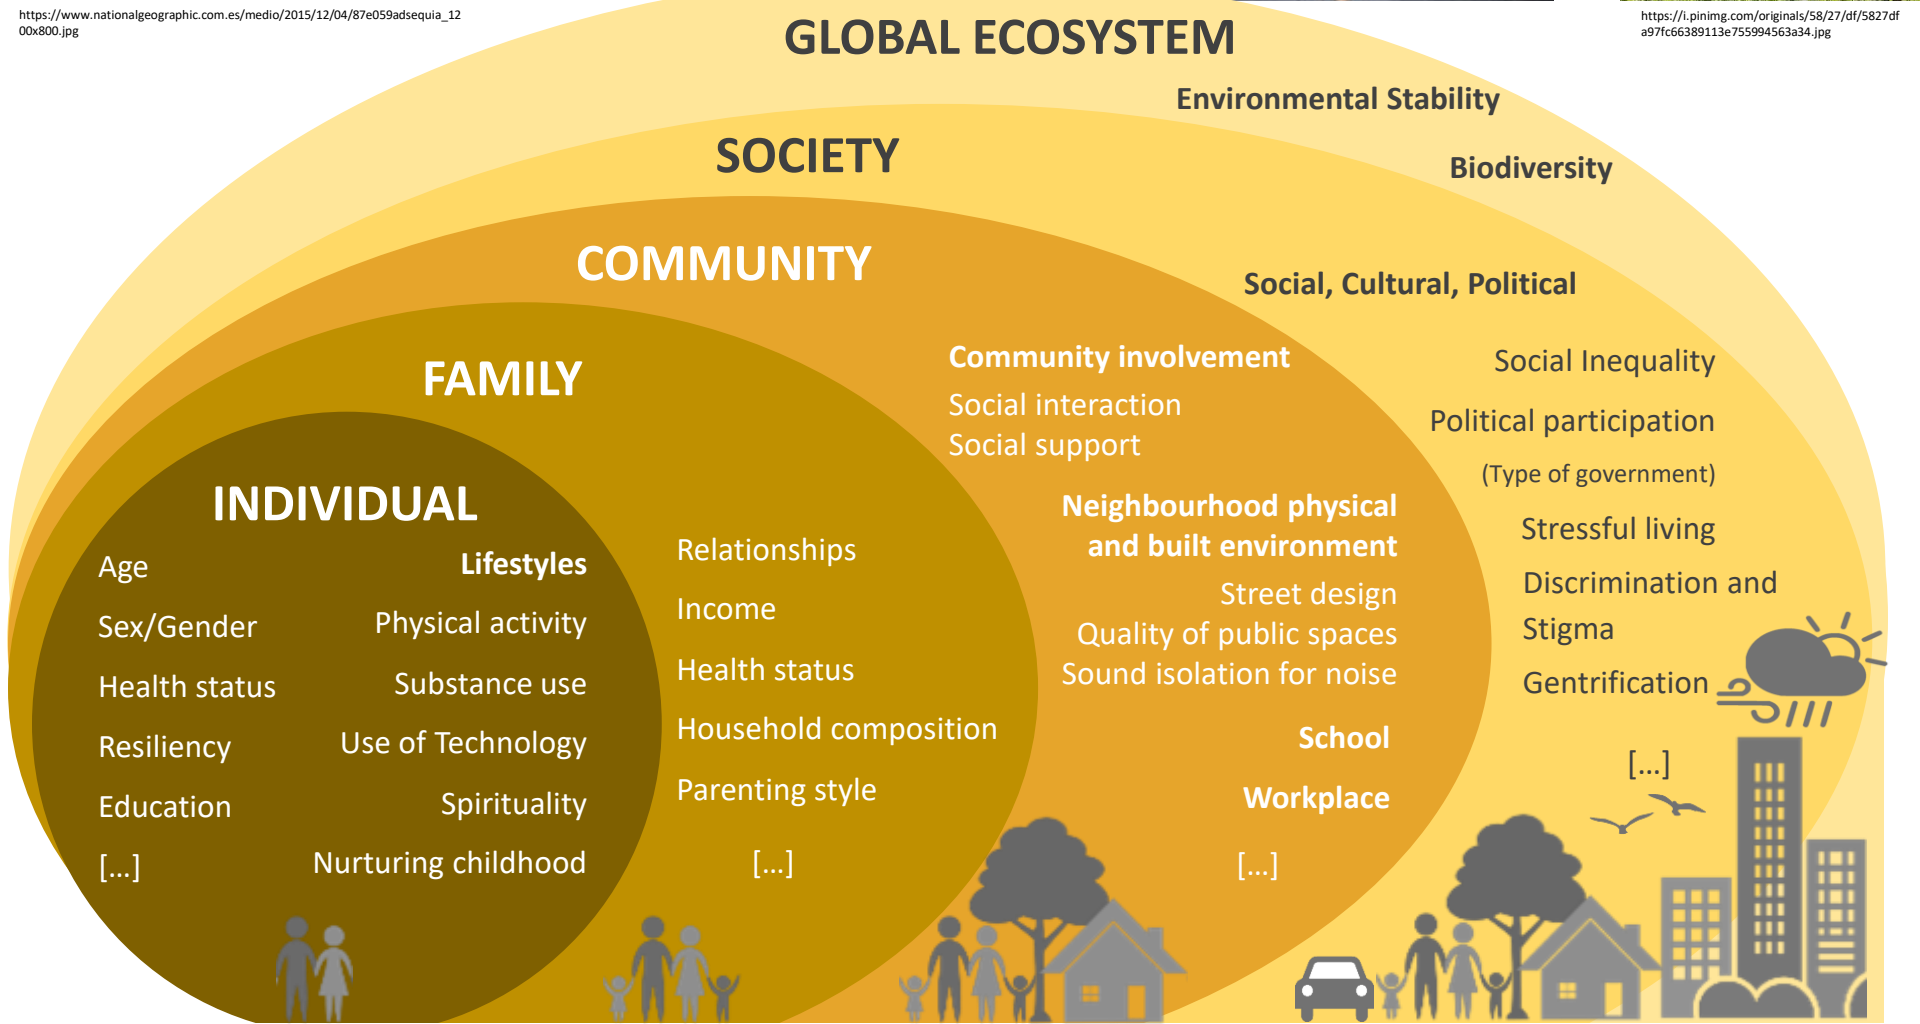 https://www.nationalgeographic.com.es/medio/2015/12/04/87e059adsequia_12
00x800.jpg
https://i.pinimg.com/originals/58/27/df/5827df
a97fc66389113e755994563a34.jpg
GLOBAL ECOSYSTEM
Environmental Stability
Biodiversity
SOCIETY
Social, Cultural, Political
Social Inequality
Political participation
(Type of government)
Stressful living
Discrimination and
Stigma
Gentrification
[...]
COMMUNITY
Community involvement
Social interaction
Social support
Neighbourhood physical
and built environment
Street design
Quality of public spaces
Sound isolation for noise
School
Workplace
[...]
FAMILY
Relationships
Income
Health status
Household composition
Parenting style
[...]
INDIVIDUAL
Age
Sex/Gender
Health status
Resiliency
Education
[...]
Lifestyles
Physical activity
Substance use
Use of Technology
Spirituality
Nurturing childhood